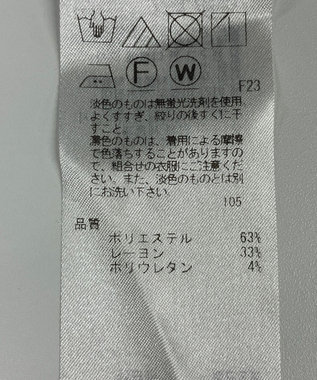 F W
F23
淡色のものは無蛍光洗剤を使用
よくすすぎ、絞りの後すぐ干
すこと。
濃色のものは、着用による摩擦
で色落ちすることがありますの
で、組合せの衣服にご注意くだ
さい。また、淡色のものとは別
にお洗い下さい。
105
品質
ポリエステル 63%
レーヨン 33%
ポリウレタン 4%